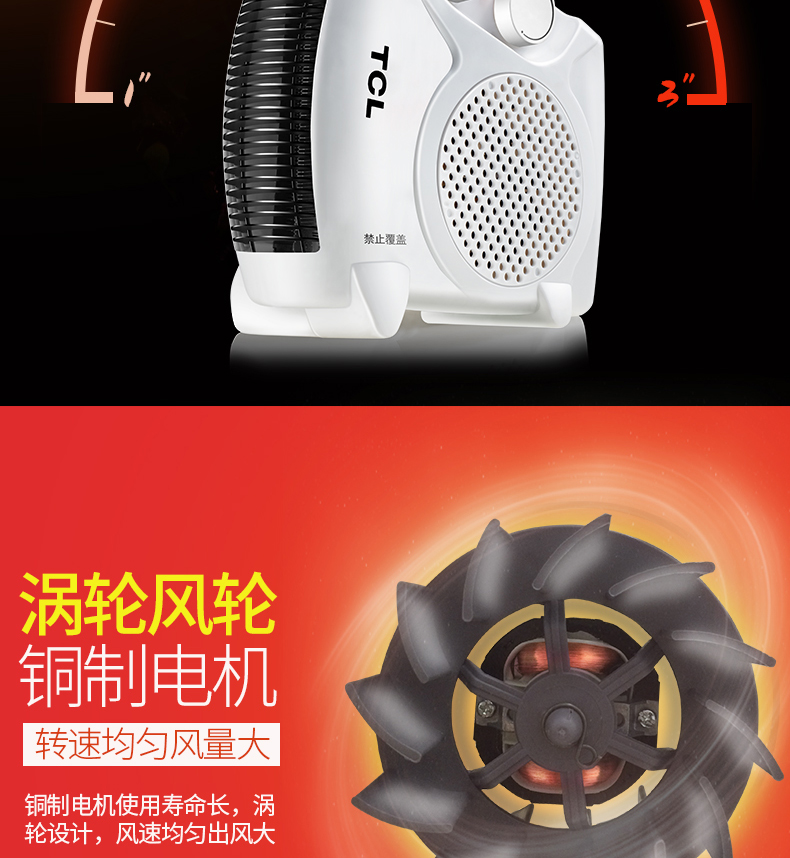 1"
3"
TCL
禁止覆盖
涡轮风轮
铜制电机
转速均匀风量大
铜制电机使用寿命长，涡
轮设计，风速均匀出风大